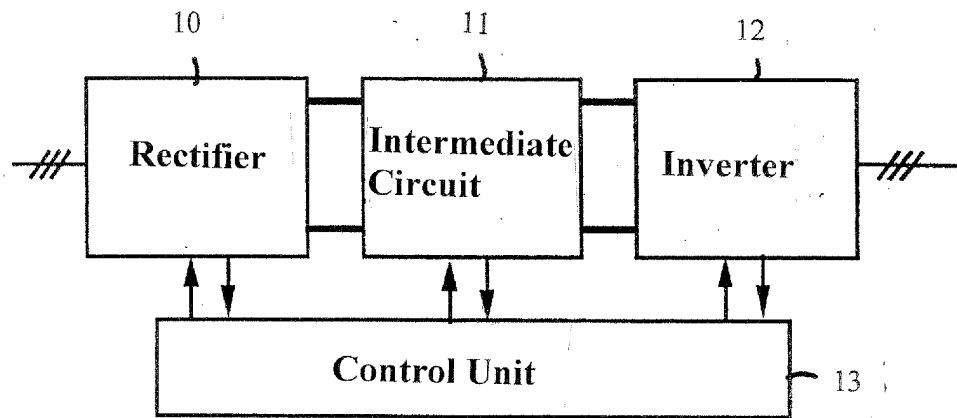 10
11
12
Rectifier
Intermediate
Circuit
Inverter
Control Unit
13